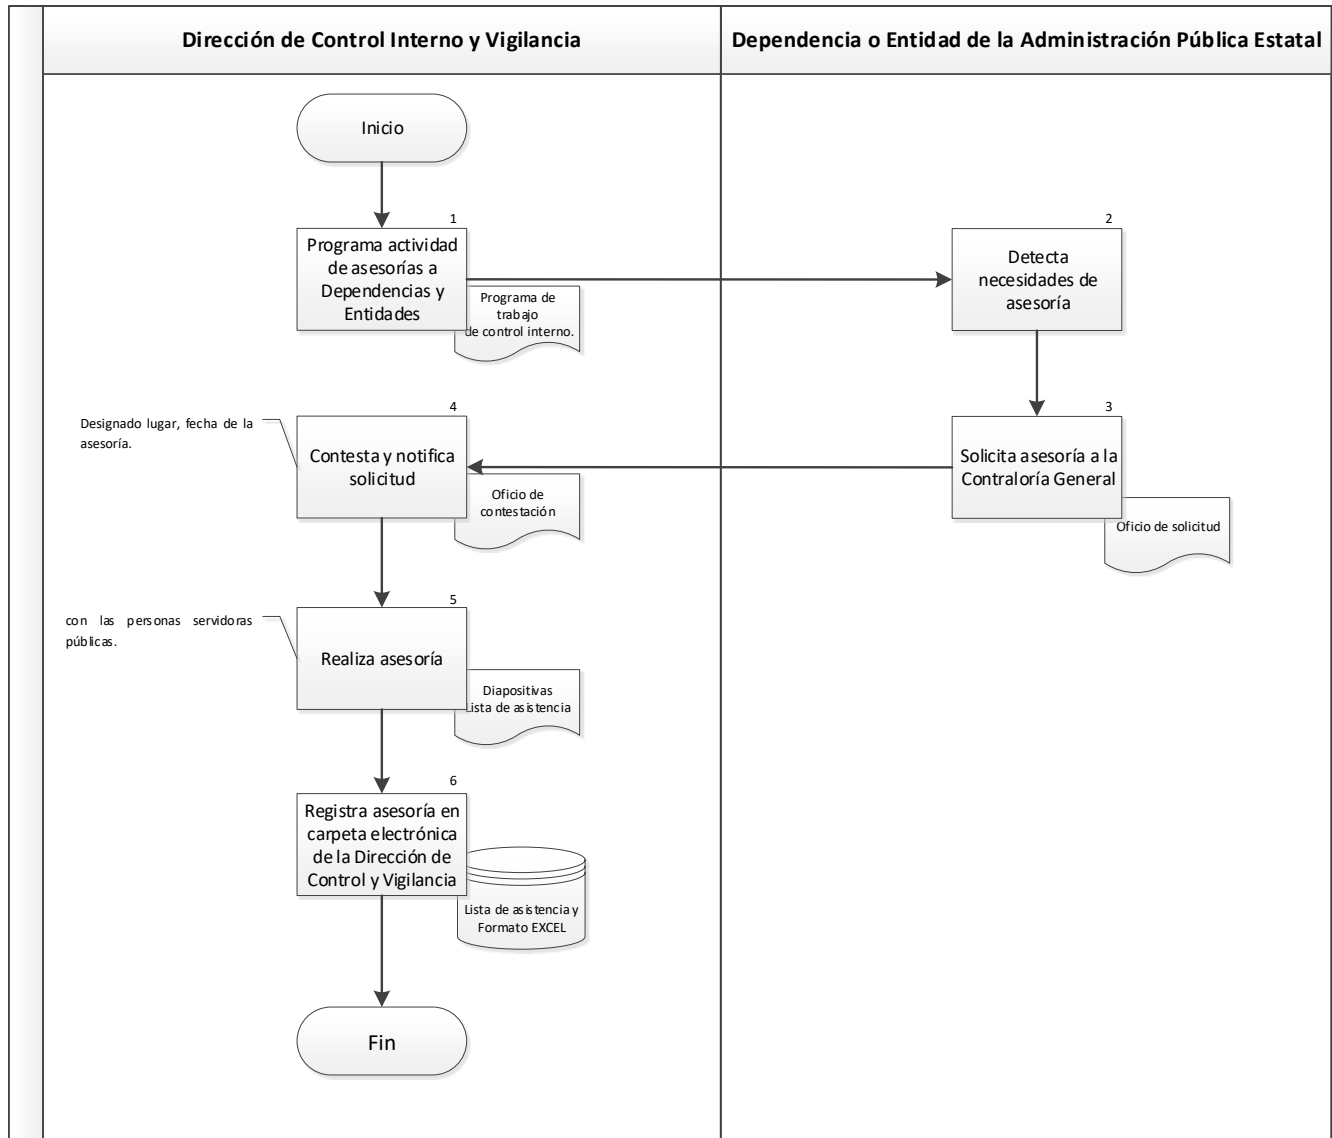 Dirección de Control Interno y Vigilancia
Dependencia o Entidad de la Administración Pública Estatal
Inicio
1
Programa actividad
de asesorías a
Dependencias y
Entidades
Programa de
trabajo
de control interno.
2
Detecta
necesidades de
asesoría
3
Solicita asesoría a la
Contraloría General
Oficio de solicitud
Designado lugar, fecha de la
asesoría.
4
Contesta y notifica
solicitud
Oficio de
contestación
con las personas servidoras
públicas.
5
Realiza asesoría
Diapositivas
Lista de asistencia
6
Registra asesoría en
carpeta electrónica
de la Dirección de
Control y Vigilancia
Lista de asistencia y
Formato EXCEL
Fin